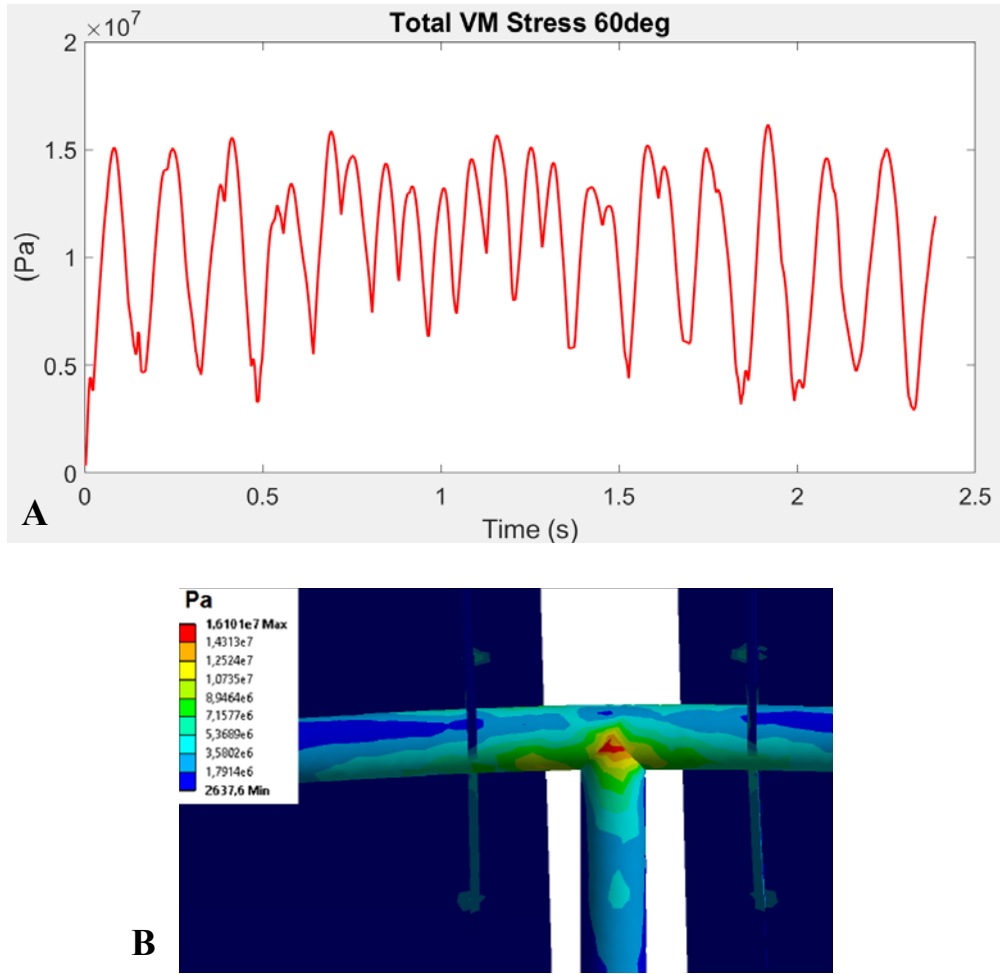 Total VM Stress 60deg
×10⁷
2
1.5
1
0.5
0
(Pa)
0 0.5 1 1.5 2 2.5
Time (s)
A
Pa
1,6101e7 Max
1,4313e7
1,2524e7
1,0735e7
8,9464e6
7,1577e6
5,3689e6
3,5802e6
1,7914e6
2637,6 Min
B